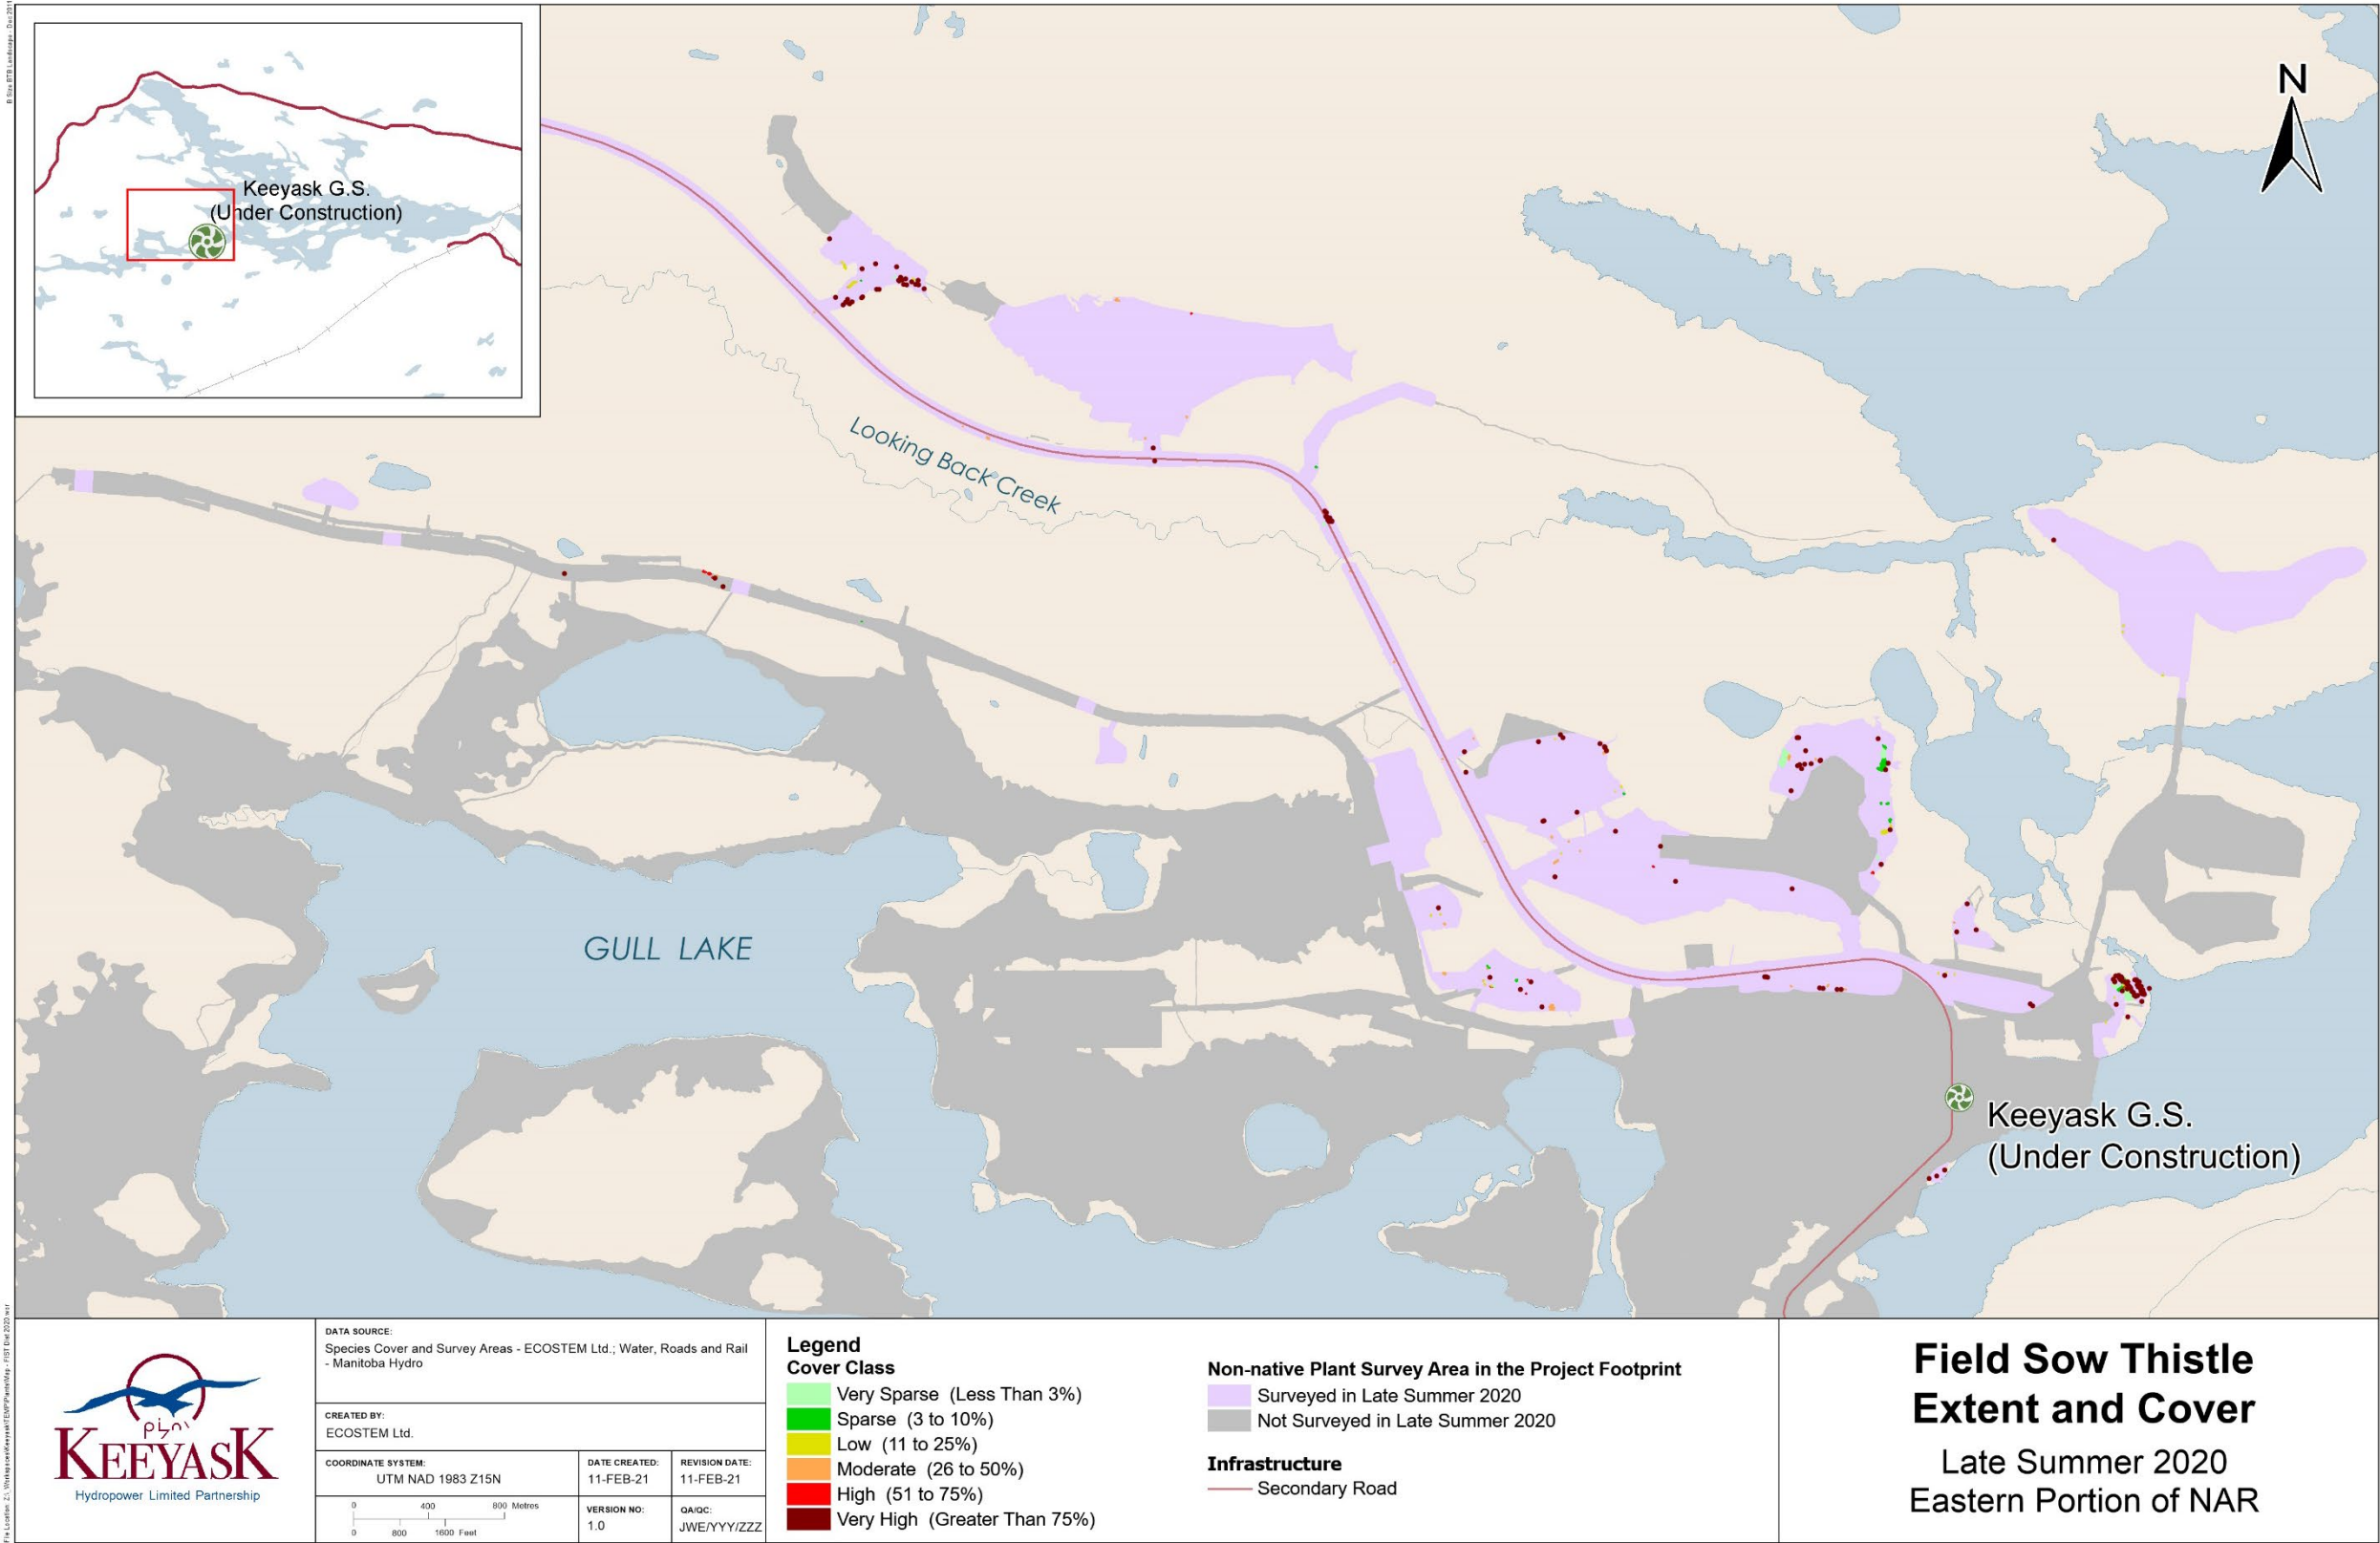 B Size BTB Landscape - Dec 2011
Keeyask G.S.
(Under Construction)
N
Looking Back Creek
GULL LAKE
Keeyask G.S.
(Under Construction)
KEEYASK
Hydropower Limited Partnership
DATA SOURCE:
Species Cover and Survey Areas - ECOSTEM Ltd.; Water, Roads and Rail
- Manitoba Hydro
CREATED BY:
ECOSTEM Ltd.
COORDINATE SYSTEM:
UTM NAD 1983 Z15N
DATE CREATED:
11-FEB-21
REVISION DATE:
11-FEB-21
0 400 800 Metres
0 800 1600 Feet
VERSION NO:
1.0
QA/QC:
JWE/YYY/ZZZ
Legend
Cover Class
Very Sparse (Less Than 3%)
Sparse (3 to 10%)
Low (11 to 25%)
Moderate (26 to 50%)
High (51 to 75%)
Very High (Greater Than 75%)
Non-native Plant Survey Area in the Project Footprint
Surveyed in Late Summer 2020
Not Surveyed in Late Summer 2020
Infrastructure
Secondary Road
Field Sow Thistle
Extent and Cover
Late Summer 2020
Eastern Portion of NAR